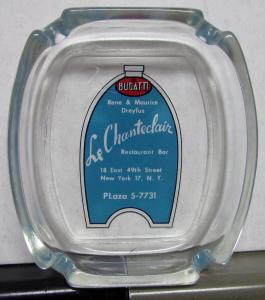 BUGATTI
Rene & Maurice
Dreyfus
Le Chanteclair
Restaurant Bar
18 East 49th Street
New York 17, N. Y.
PLaza 5-7731